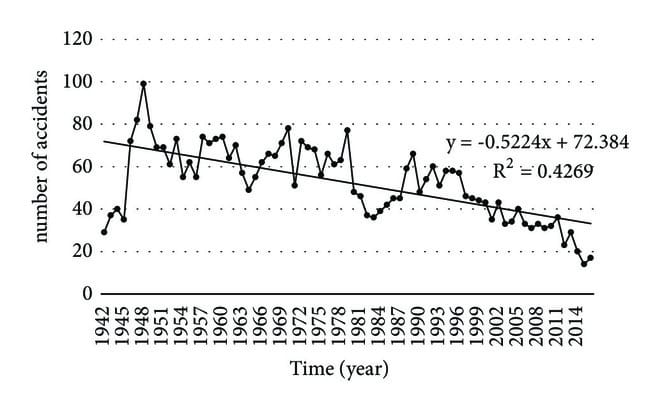 120
100
80
60
40
20
0
number of accidents
y = -0.5224x + 72.384
R² = 0.4269
1942 1945 1948 1951 1954 1957 1960 1963 1966 1969 1972 1975 1978 1981 1984 1987 1990 1993 1996 1999 2002 2005 2008 2011 2014
Time (year)